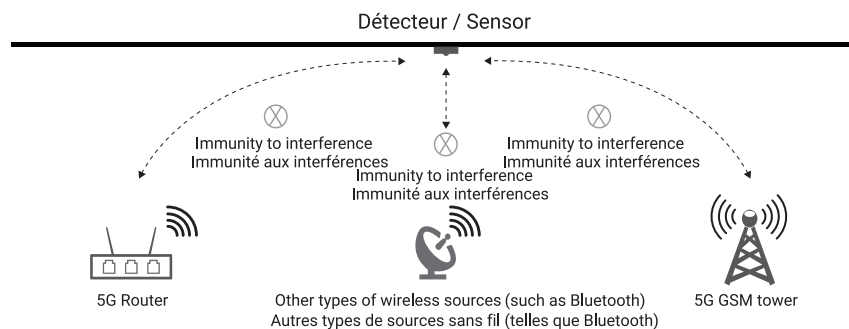 Détecteur / Sensor
Immunity to interference
Immunité aux interférences
Immunity to interference
Immunité aux interférences
Immunity to interference
Immunité aux interférences
5G Router
Other types of wireless sources (such as Bluetooth)
Autres types de sources sans fil (telles que Bluetooth)
5G GSM tower